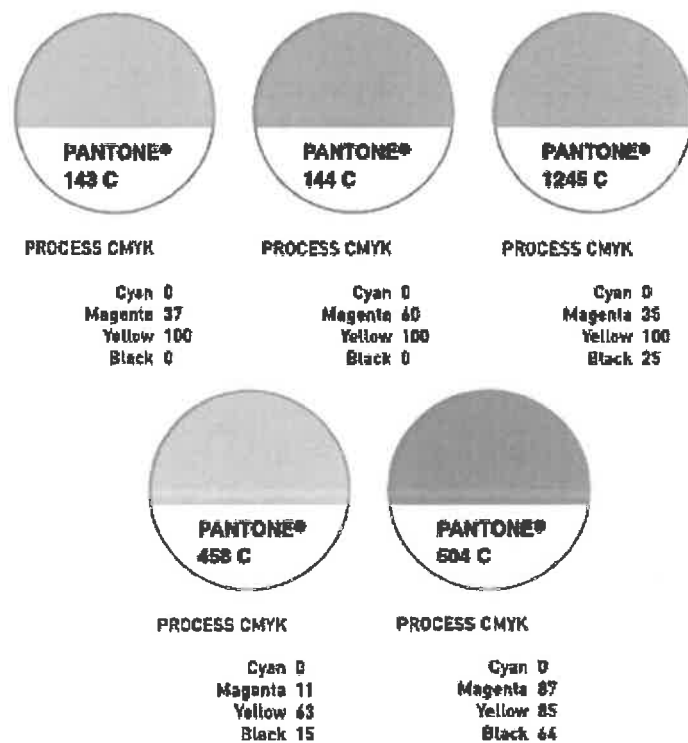 PANTONE®
143 C
PROCESS CMYK
Cyan 0
Magenta 37
Yellow 100
Black 0
PANTONE®
144 C
PROCESS CMYK
Cyan 0
Magenta 60
Yellow 100
Black 0
PANTONE®
1245 C
PROCESS CMYK
Cyan 0
Magenta 35
Yellow 100
Black 25
PANTONE®
458 C
PROCESS CMYK
Cyan 0
Magenta 11
Yellow 63
Black 15
PANTONE®
504 C
PROCESS CMYK
Cyan 0
Magenta 87
Yellow 85
Black 64